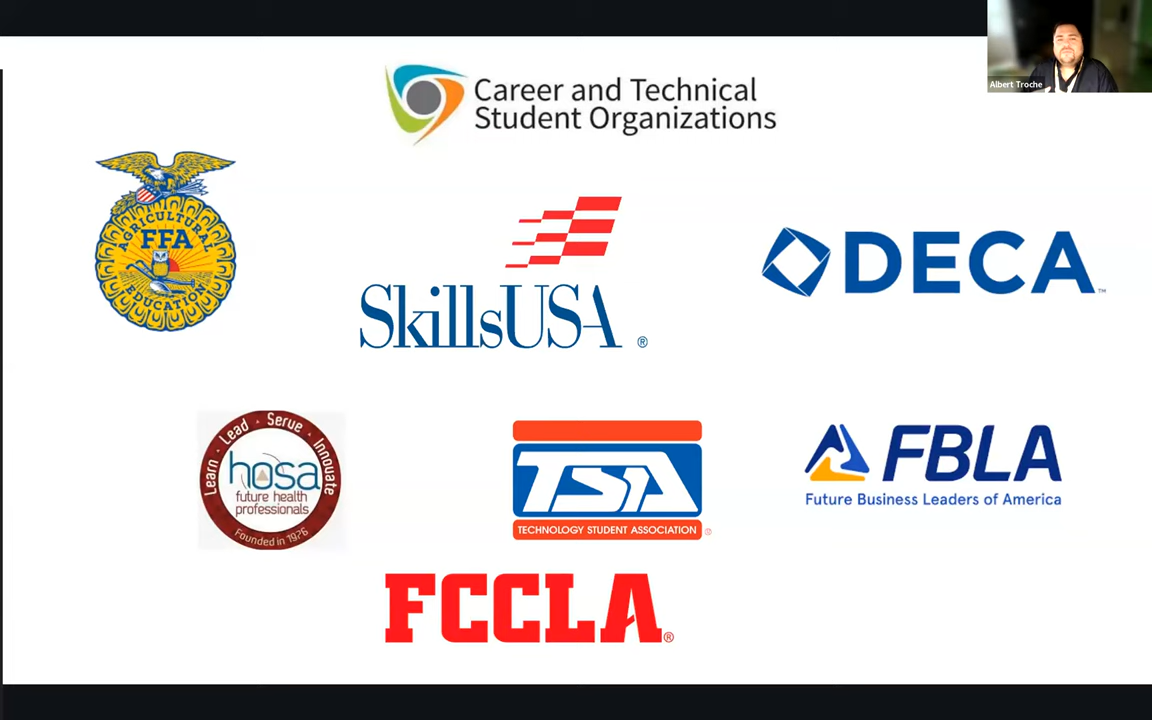 Albert Troche
Career and Technical
Student Organizations
AGRICULTURAL
FFA
EDUCATION
SkillsUSA ®
DECA ™
Learn · Lead · Serve · Innovate
hosa
future health
professionals
Founded in 1976
TSA
TECHNOLOGY STUDENT ASSOCIATION ®
FBLA
Future Business Leaders of America
FCCLA ®